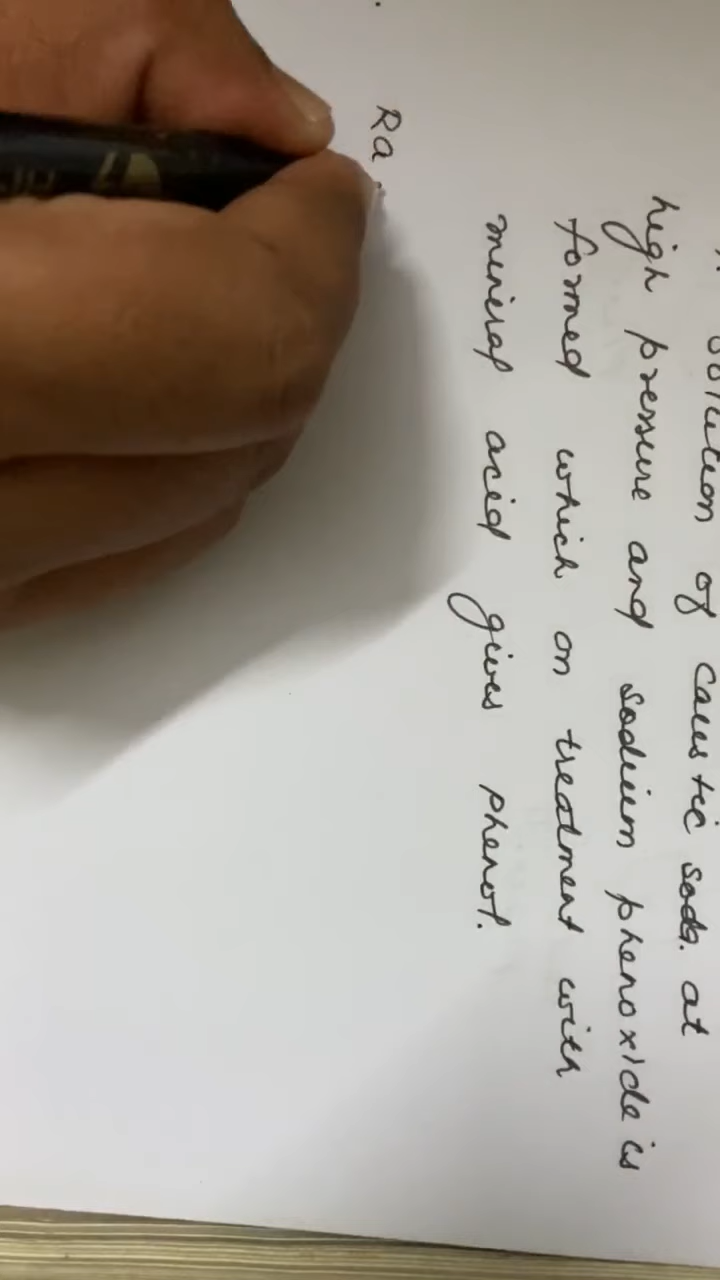 solution of caustic soda. at
high pressure and sodium phenoxide is
formed which on treatment with
mineral acid gives phenol.
Ra